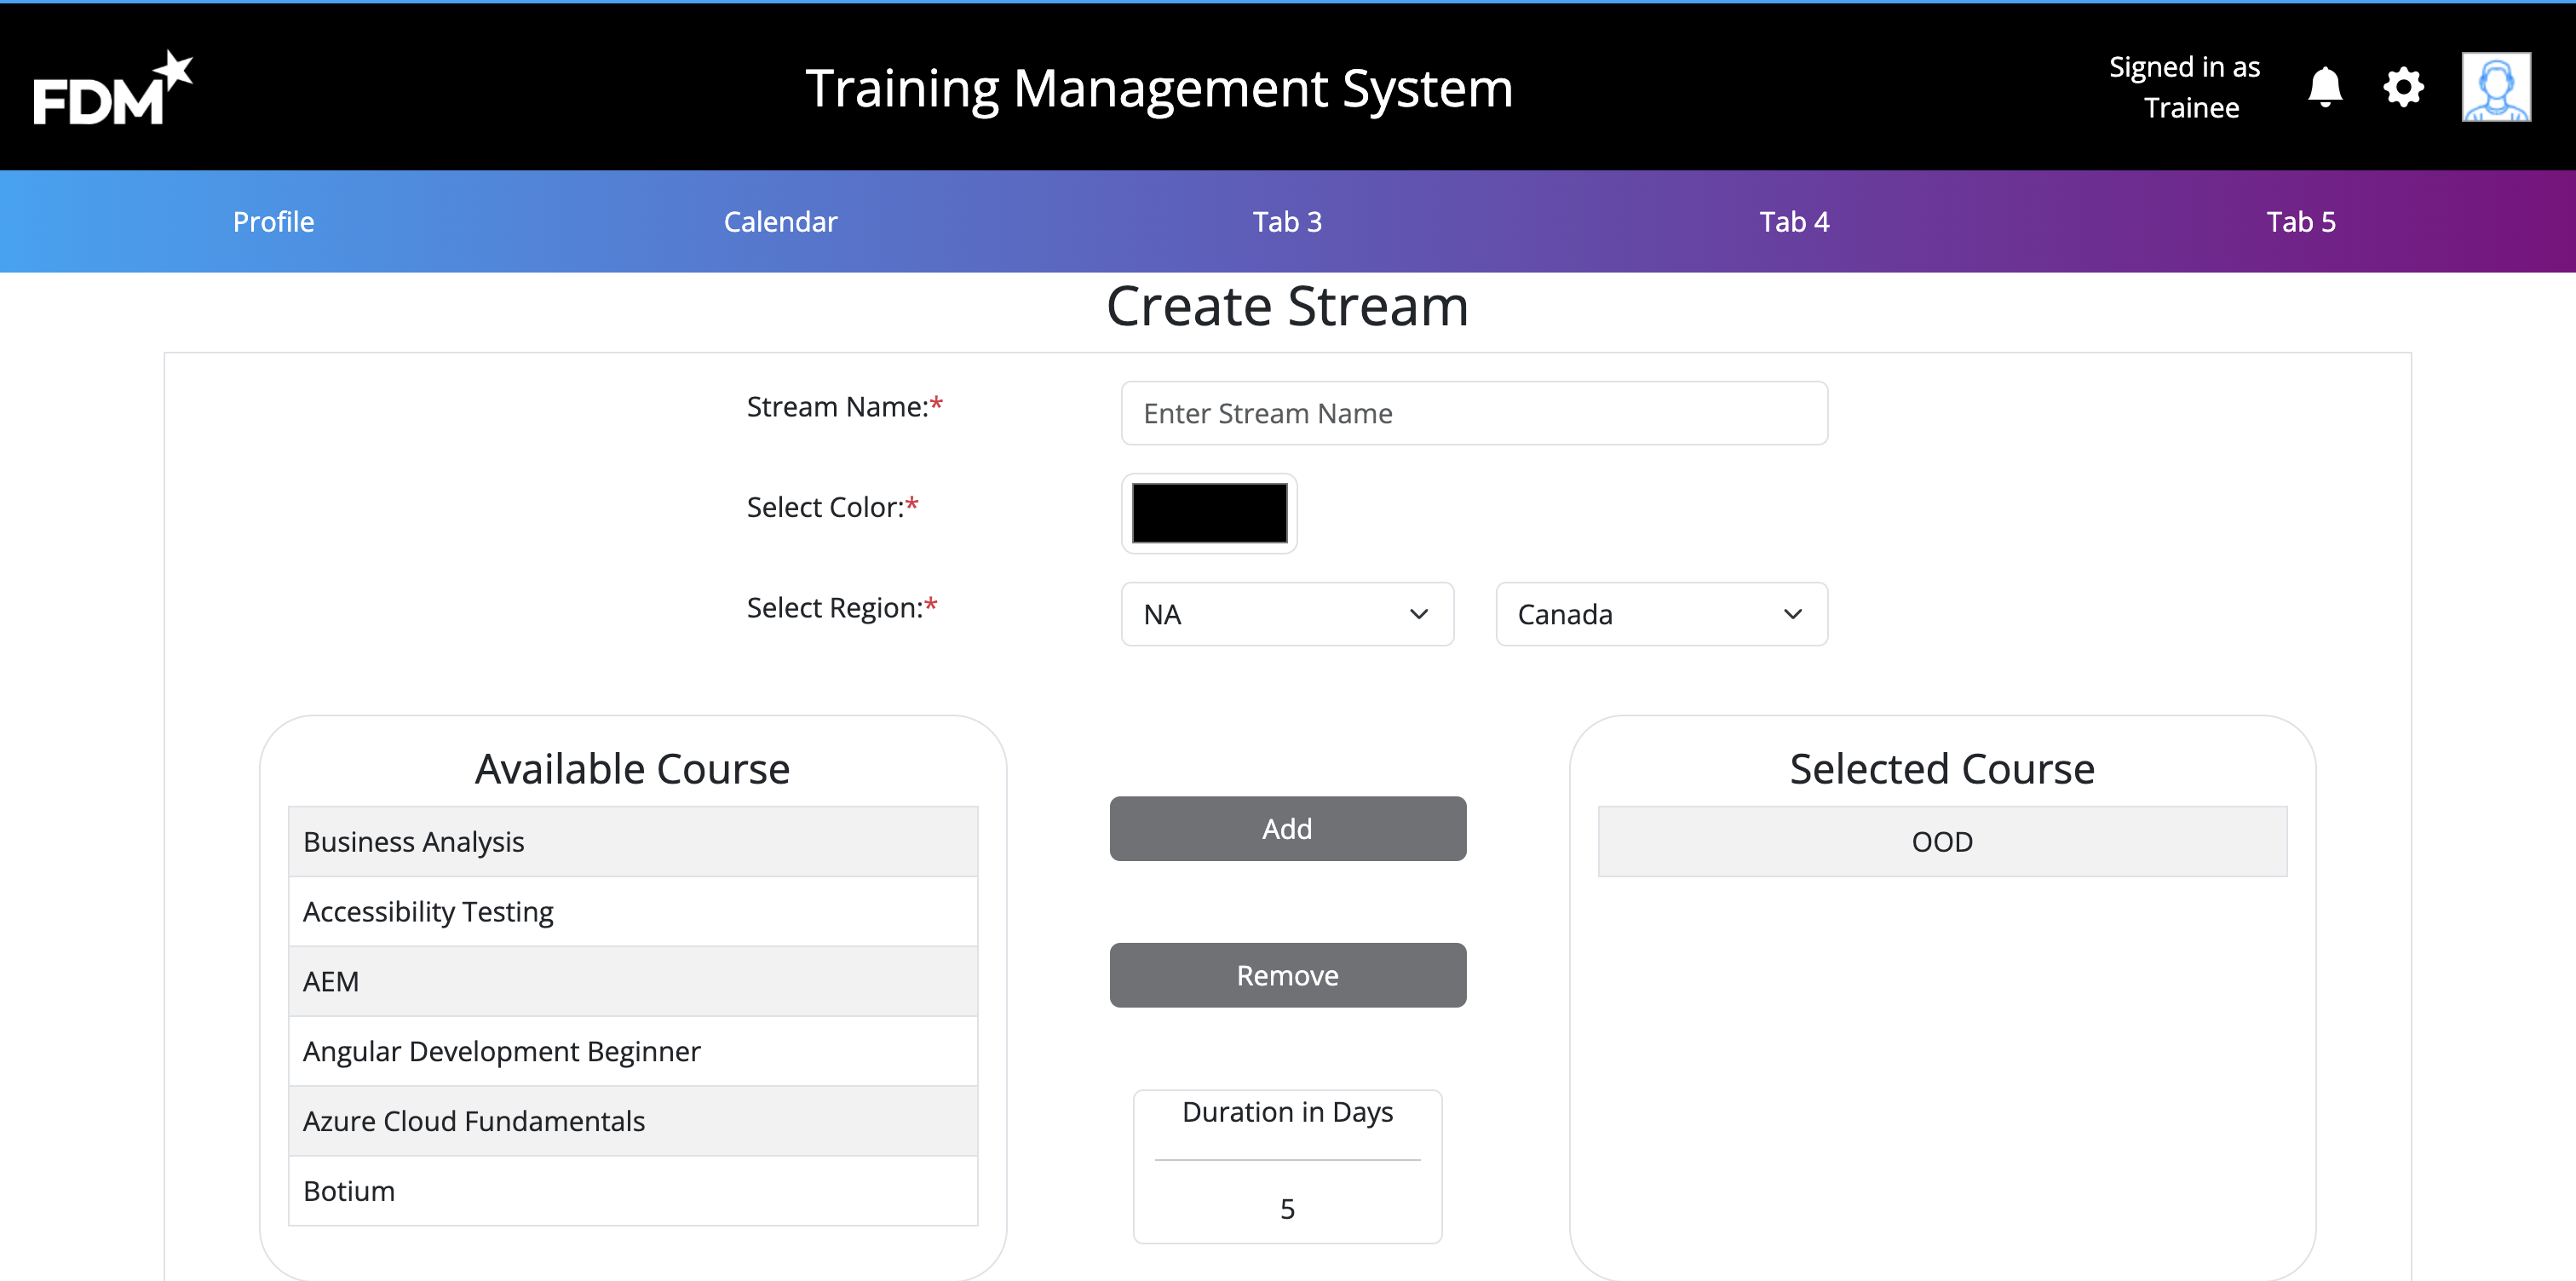 FDM
Training Management System
Signed in as
Trainee
Profile
Calendar
Tab 3
Tab 4
Tab 5
Create Stream
Stream Name:*
Enter Stream Name
Select Color:*
Select Region:*
NA
Canada
Available Course
Business Analysis
Accessibility Testing
AEM
Angular Development Beginner
Azure Cloud Fundamentals
Botium
Add
Remove
Duration in Days
5
Selected Course
OOD